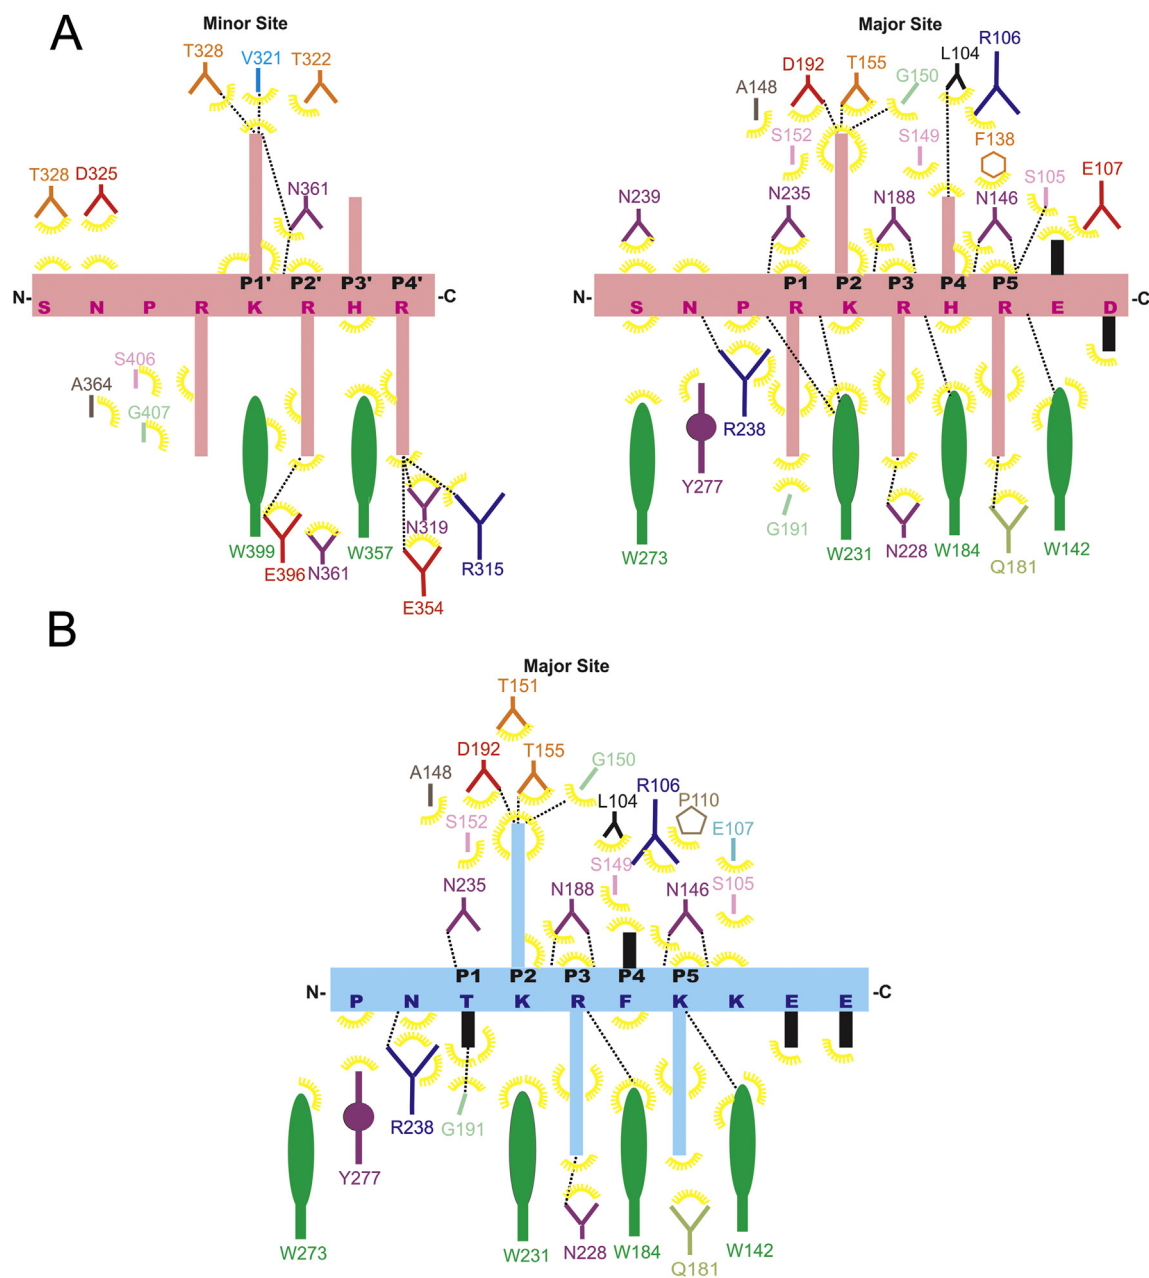 A
Minor Site
T328 V321 T322
T328 D325
N361
P1' P2' P3' P4'
N- S N P R K R H R -C
S406
A364
G407
W399 E396 N361 W357 N319 R315
E354
Major Site
A148 D192 T155 G150 L104 R106
S152 S149 F138
N239 N235 N188 N146 S105 E107
P1 P2 P3 P4 P5
N- S N P R K R H R E D -C
R238
Y277
G191
W273 W231 N228 W184 Q181 W142
B
Major Site
T151
A148 D192 T155 G150
L104 R106 P110
S152 S149 E107
N235 N188 N146 S105
P1 P2 P3 P4 P5
N- P N T K R F K K E E -C
R238 G191
Y277
W273 W231 N228 W184 Q181 W142